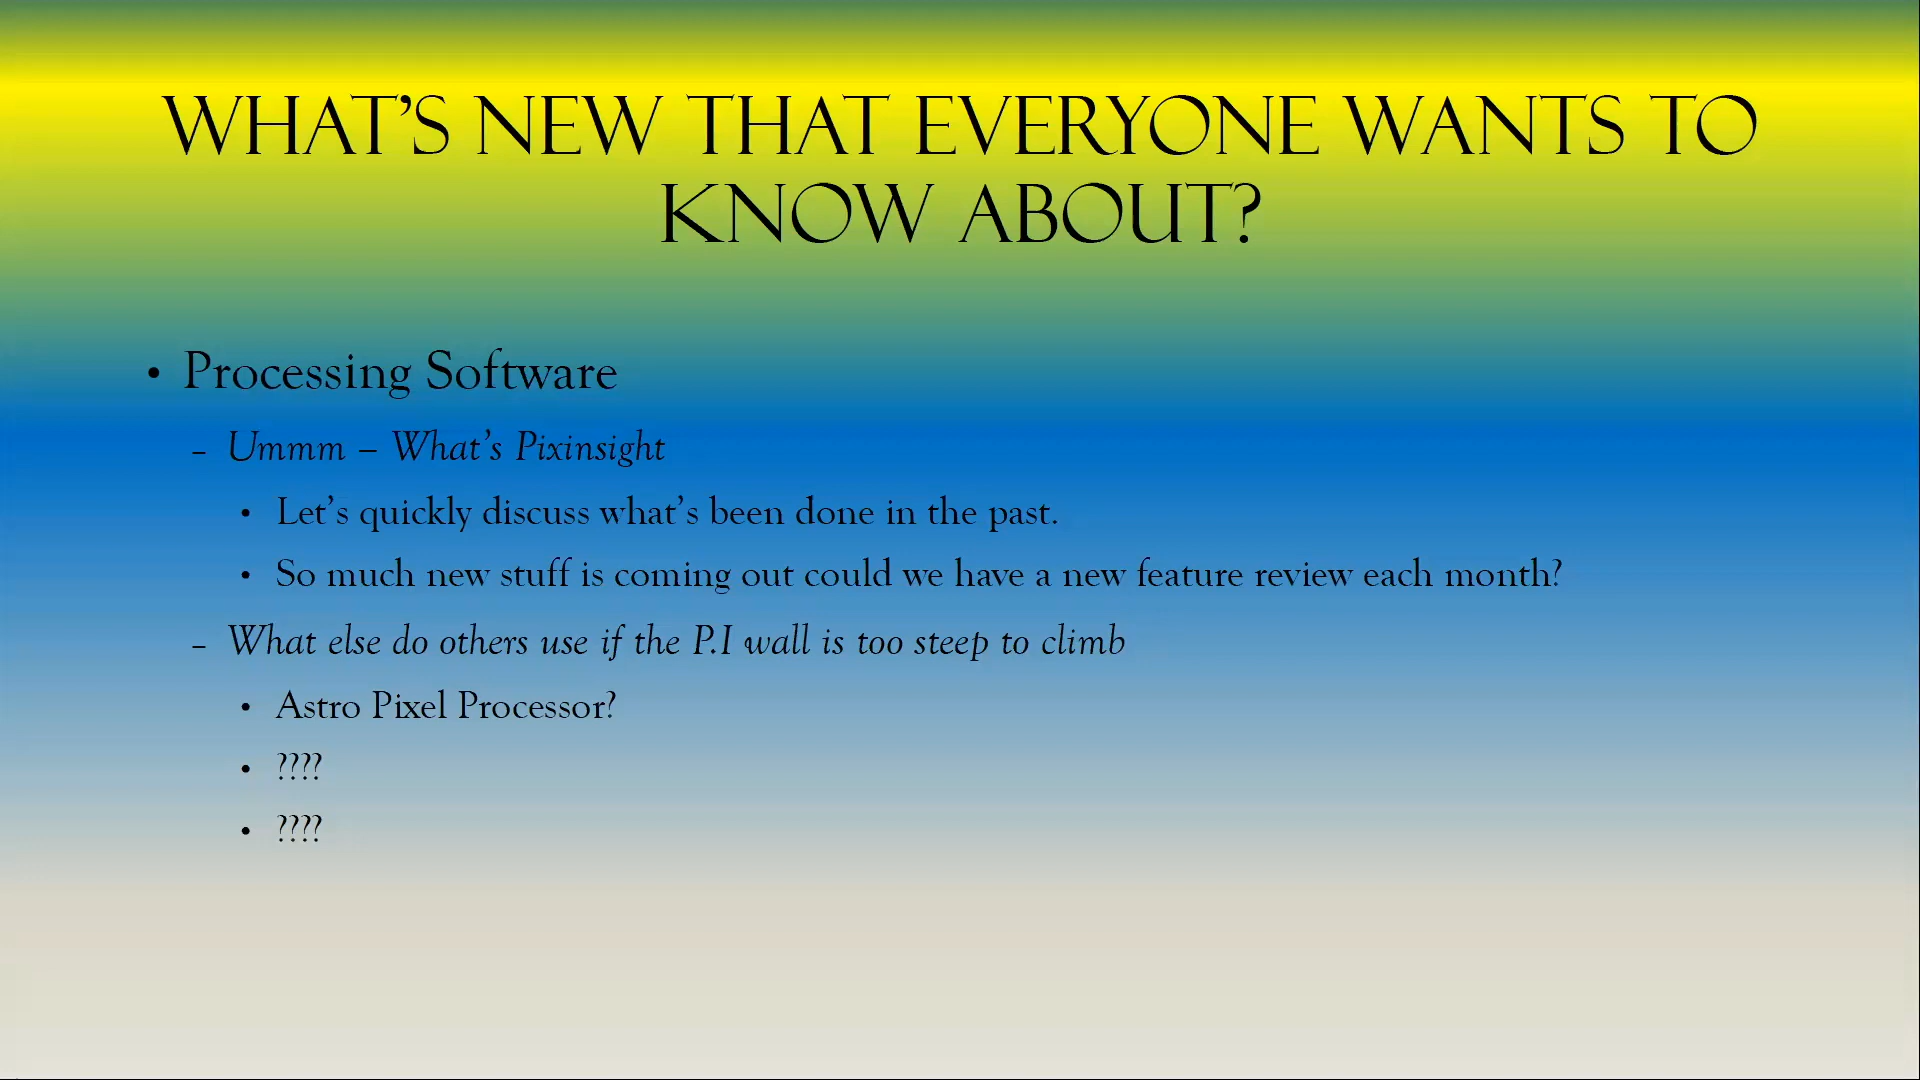 WHAT’S NEW THAT EVERYONE WANTS TO
KNOW ABOUT?
• Processing Software
– Ummm – What’s Pixinsight
• Let’s quickly discuss what’s been done in the past.
• So much new stuff is coming out could we have a new feature review each month?
– What else do others use if the P.I wall is too steep to climb
• Astro Pixel Processor?
• ????
• ????